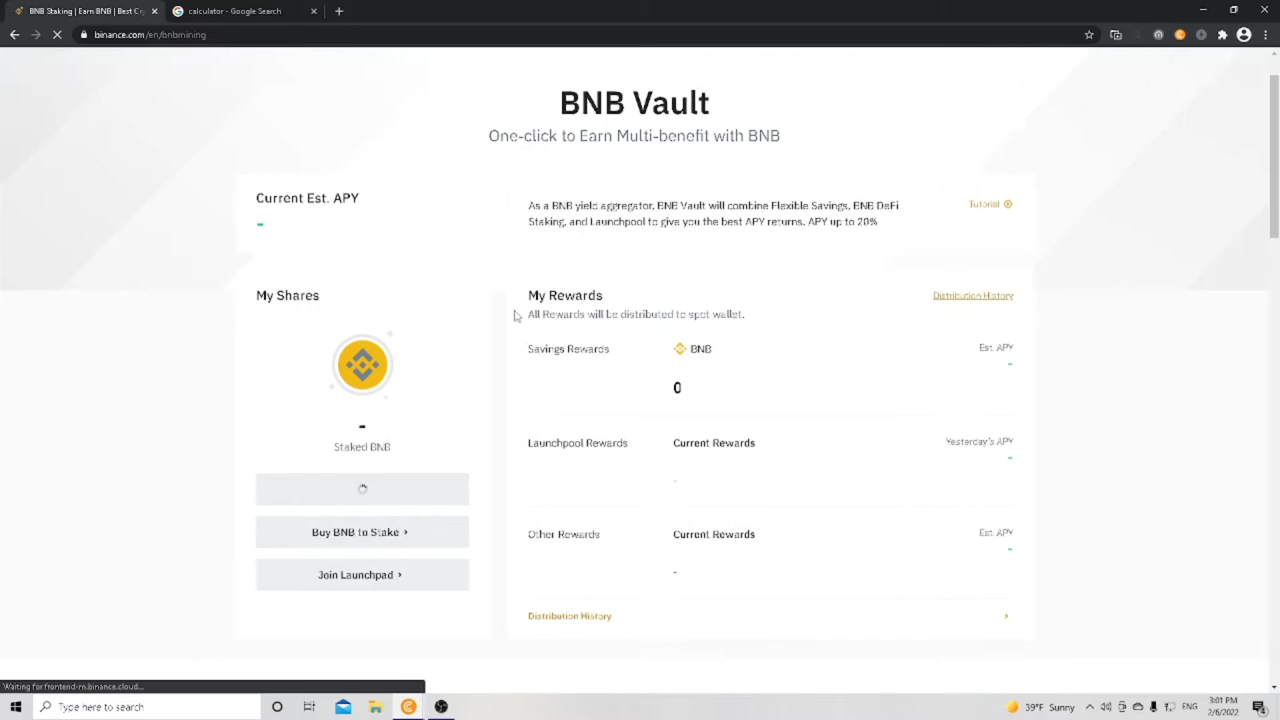 BNB Staking | Earn BNB | Best Cry
calculator - Google Search
binance.com/en/bnbmining
BNB Vault
One-click to Earn Multi-benefit with BNB
Current Est. APY
-
As a BNB yield aggregator, BNB Vault will combine Flexible Savings, BNB DeFi
Staking, and Launchpool to give you the best APY returns. APY up to 20%
Tutorial
My Shares
-
Staked BNB
Buy BNB to Stake ›
Join Launchpad ›
My Rewards
Distribution History
All Rewards will be distributed to spot wallet.
Savings Rewards
BNB
Est. APY
-
0
Launchpool Rewards
Current Rewards
Yesterday's APY
-
-
Other Rewards
Current Rewards
Est. APY
-
-
Distribution History ›
Waiting for frontend-rn.binance.cloud...
Type here to search
39°F Sunny
ENG
3:01 PM
2/6/2022